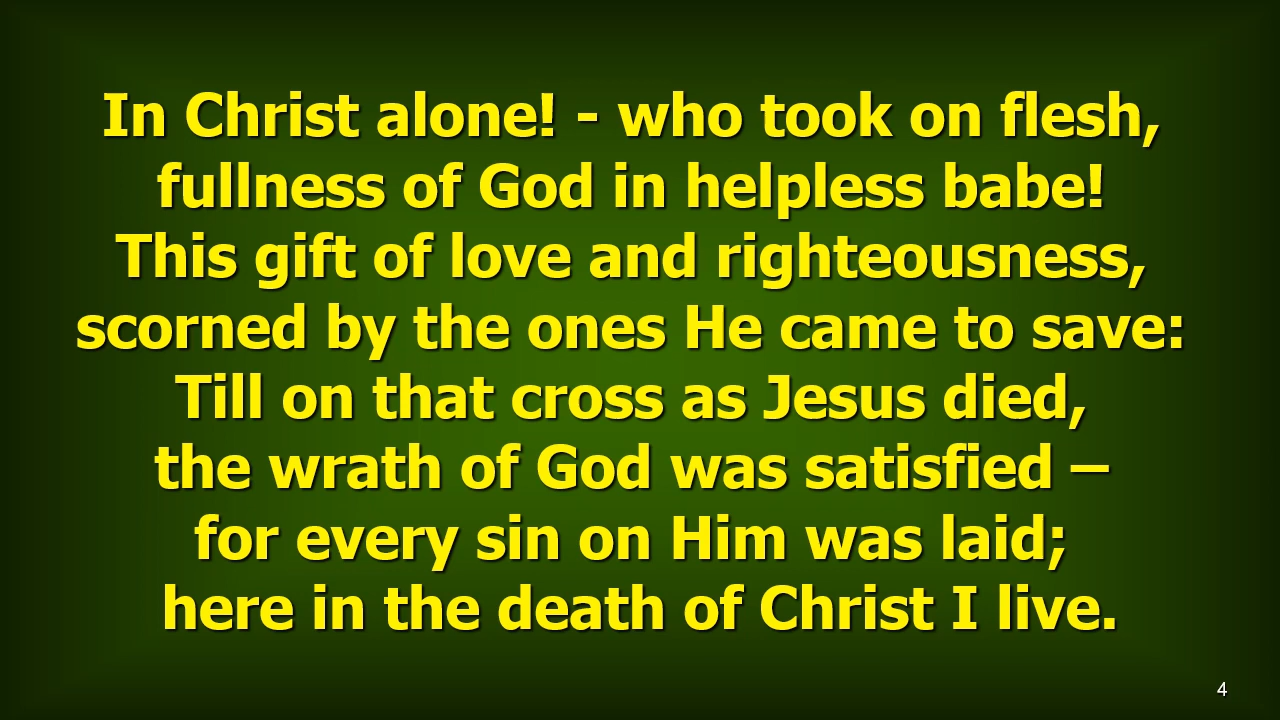 In Christ alone! - who took on flesh,
fullness of God in helpless babe!
This gift of love and righteousness,
scorned by the ones He came to save:
Till on that cross as Jesus died,
the wrath of God was satisfied –
for every sin on Him was laid;
here in the death of Christ I live.
4